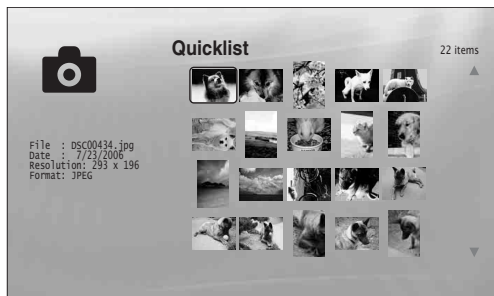 Quicklist
22 items
File : DSC00434.jpg
Date : 7/23/2006
Resolution: 293 x 196
Format: JPEG